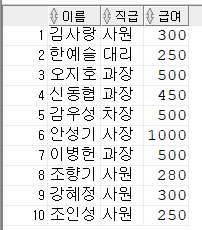 이름 직급 급여
1 김사랑 사원 300
2 한예슬 대리 250
3 오지호 과장 500
4 신동협 과장 450
5 감우성 차장 500
6 안성기 사장 1000
7 이병헌 과장 500
8 조향기 사원 280
9 강혜정 사원 300
10 조인성 사원 250